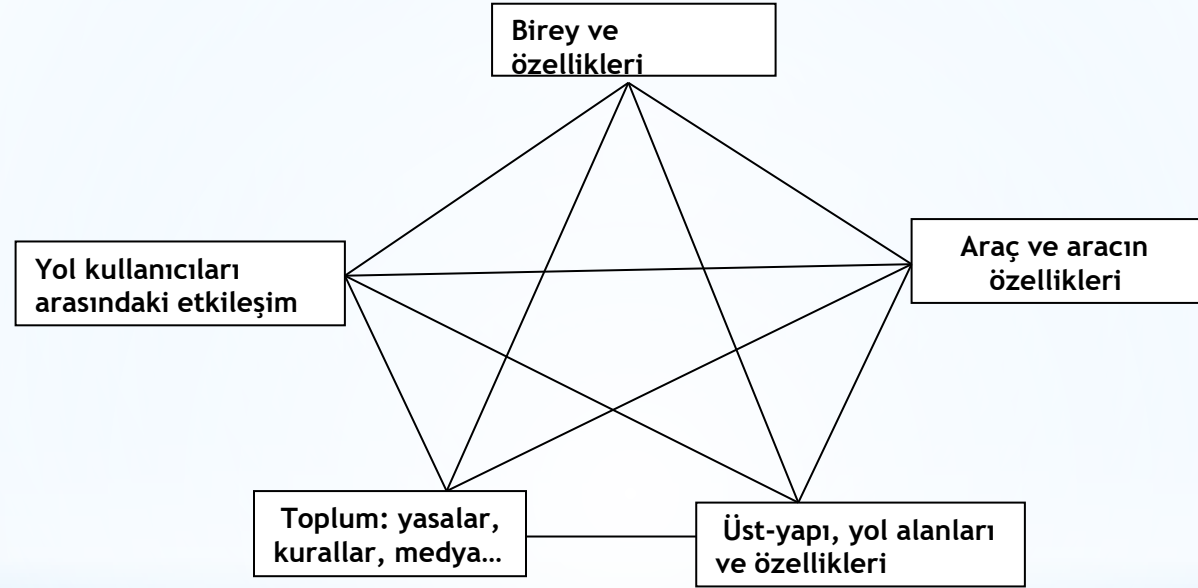 Birey ve
özellikleri
Yol kullanıcıları
arasındaki etkileşim
Araç ve aracın
özellikleri
Toplum: yasalar,
kurallar, medya…
Üst-yapı, yol alanları
ve özellikleri